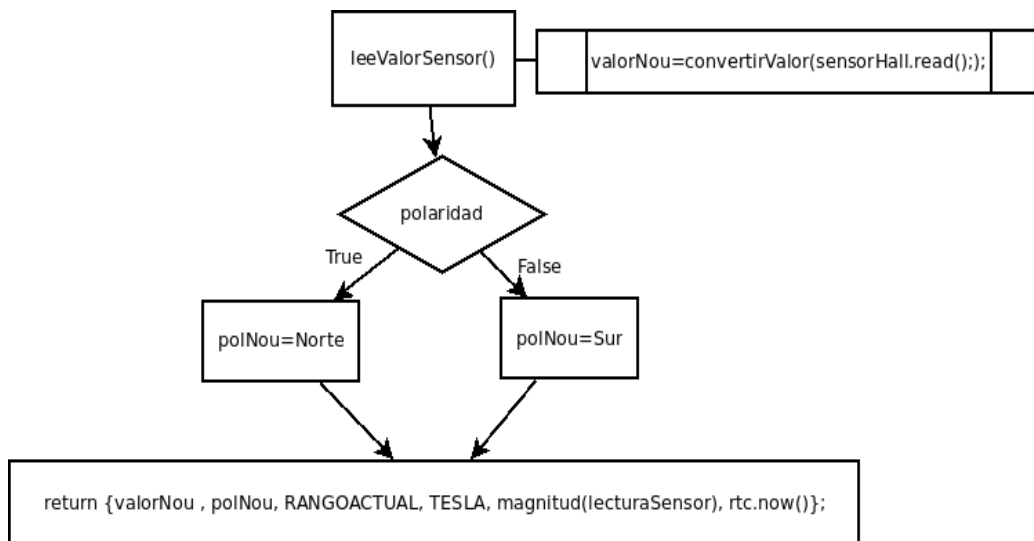 leeValorSensor()
valorNou=convertirValor(sensorHall.read(););
polaridad
True
False
polNou=Norte
polNou=Sur
return {valorNou , polNou, RANGOACTUAL, TESLA, magnitud(lecturaSensor), rtc.now()};